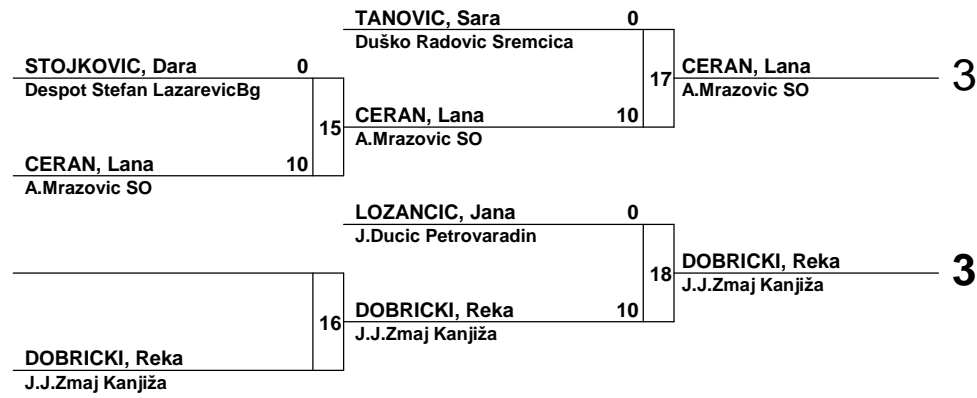 TANOVIC, Sara 0
Duško Radovic Sremcica
STOJKOVIC, Dara 0
Despot Stefan LazarevicBg
17
CERAN, Lana
A.Mrazovic SO
3
15
CERAN, Lana 10
A.Mrazovic SO
CERAN, Lana 10
A.Mrazovic SO
LOZANCIC, Jana 0
J.Ducic Petrovaradin
18
DOBRICKI, Reka
J.J.Zmaj Kanjiža
3
16
DOBRICKI, Reka 10
J.J.Zmaj Kanjiža
DOBRICKI, Reka
J.J.Zmaj Kanjiža